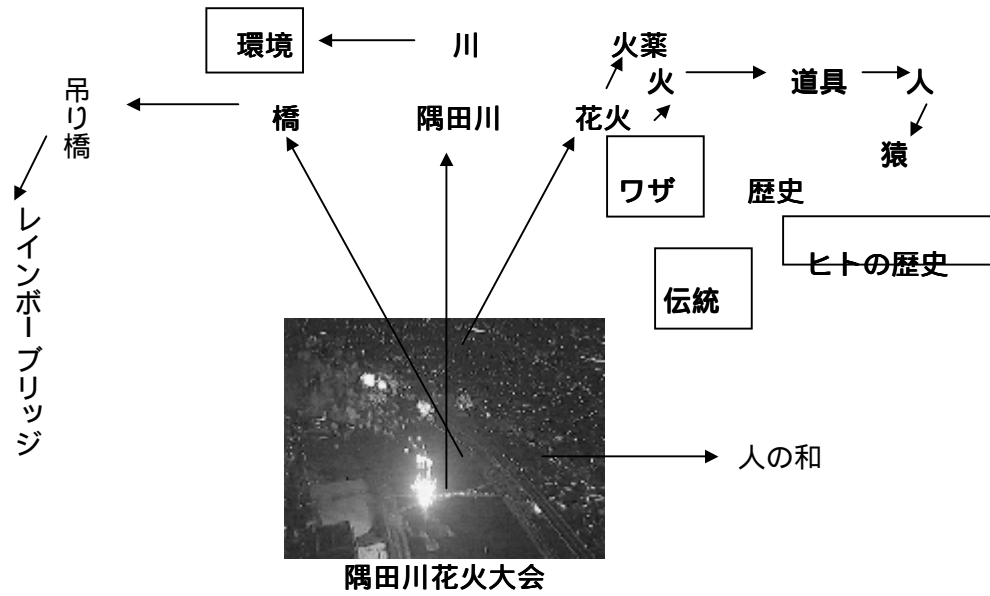 環境
川
火薬
火
道具
人
吊り橋
橋
隅田川
花火
猿
ワザ
歴史
レインボーブリッジ
ヒトの歴史
伝統
人の和
隅田川花火大会